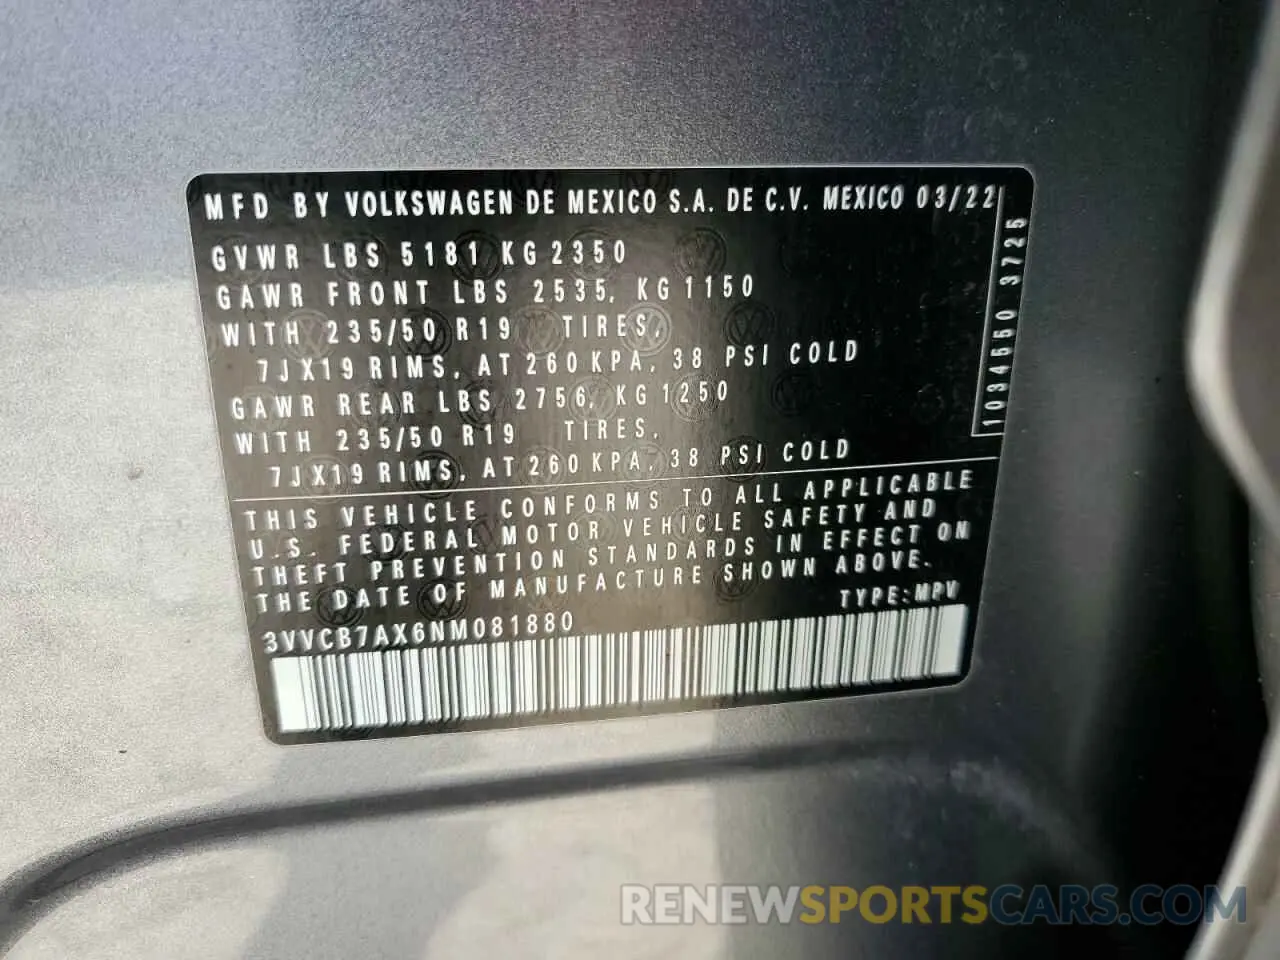 MFD BY VOLKSWAGEN DE MEXICO S.A. DE C.V. MEXICO 03/22
GVWR LBS 5181 KG 2350
GAWR FRONT LBS 2535, KG 1150
WITH 235/50 R19 TIRES,
7JX19 RIMS, AT 260 KPA, 38 PSI COLD
GAWR REAR LBS 2756, KG 1250
WITH 235/50 R19 TIRES,
7JX19 RIMS, AT 260 KPA, 38 PSI COLD
1034660 3725
THIS VEHICLE CONFORMS TO ALL APPLICABLE
U.S. FEDERAL MOTOR VEHICLE SAFETY AND
THEFT PREVENTION STANDARDS IN EFFECT ON
THE DATE OF MANUFACTURE SHOWN ABOVE.
TYPE:MPV
3VVCB7AX6NM081880
RENEWSPORTSCARS.COM